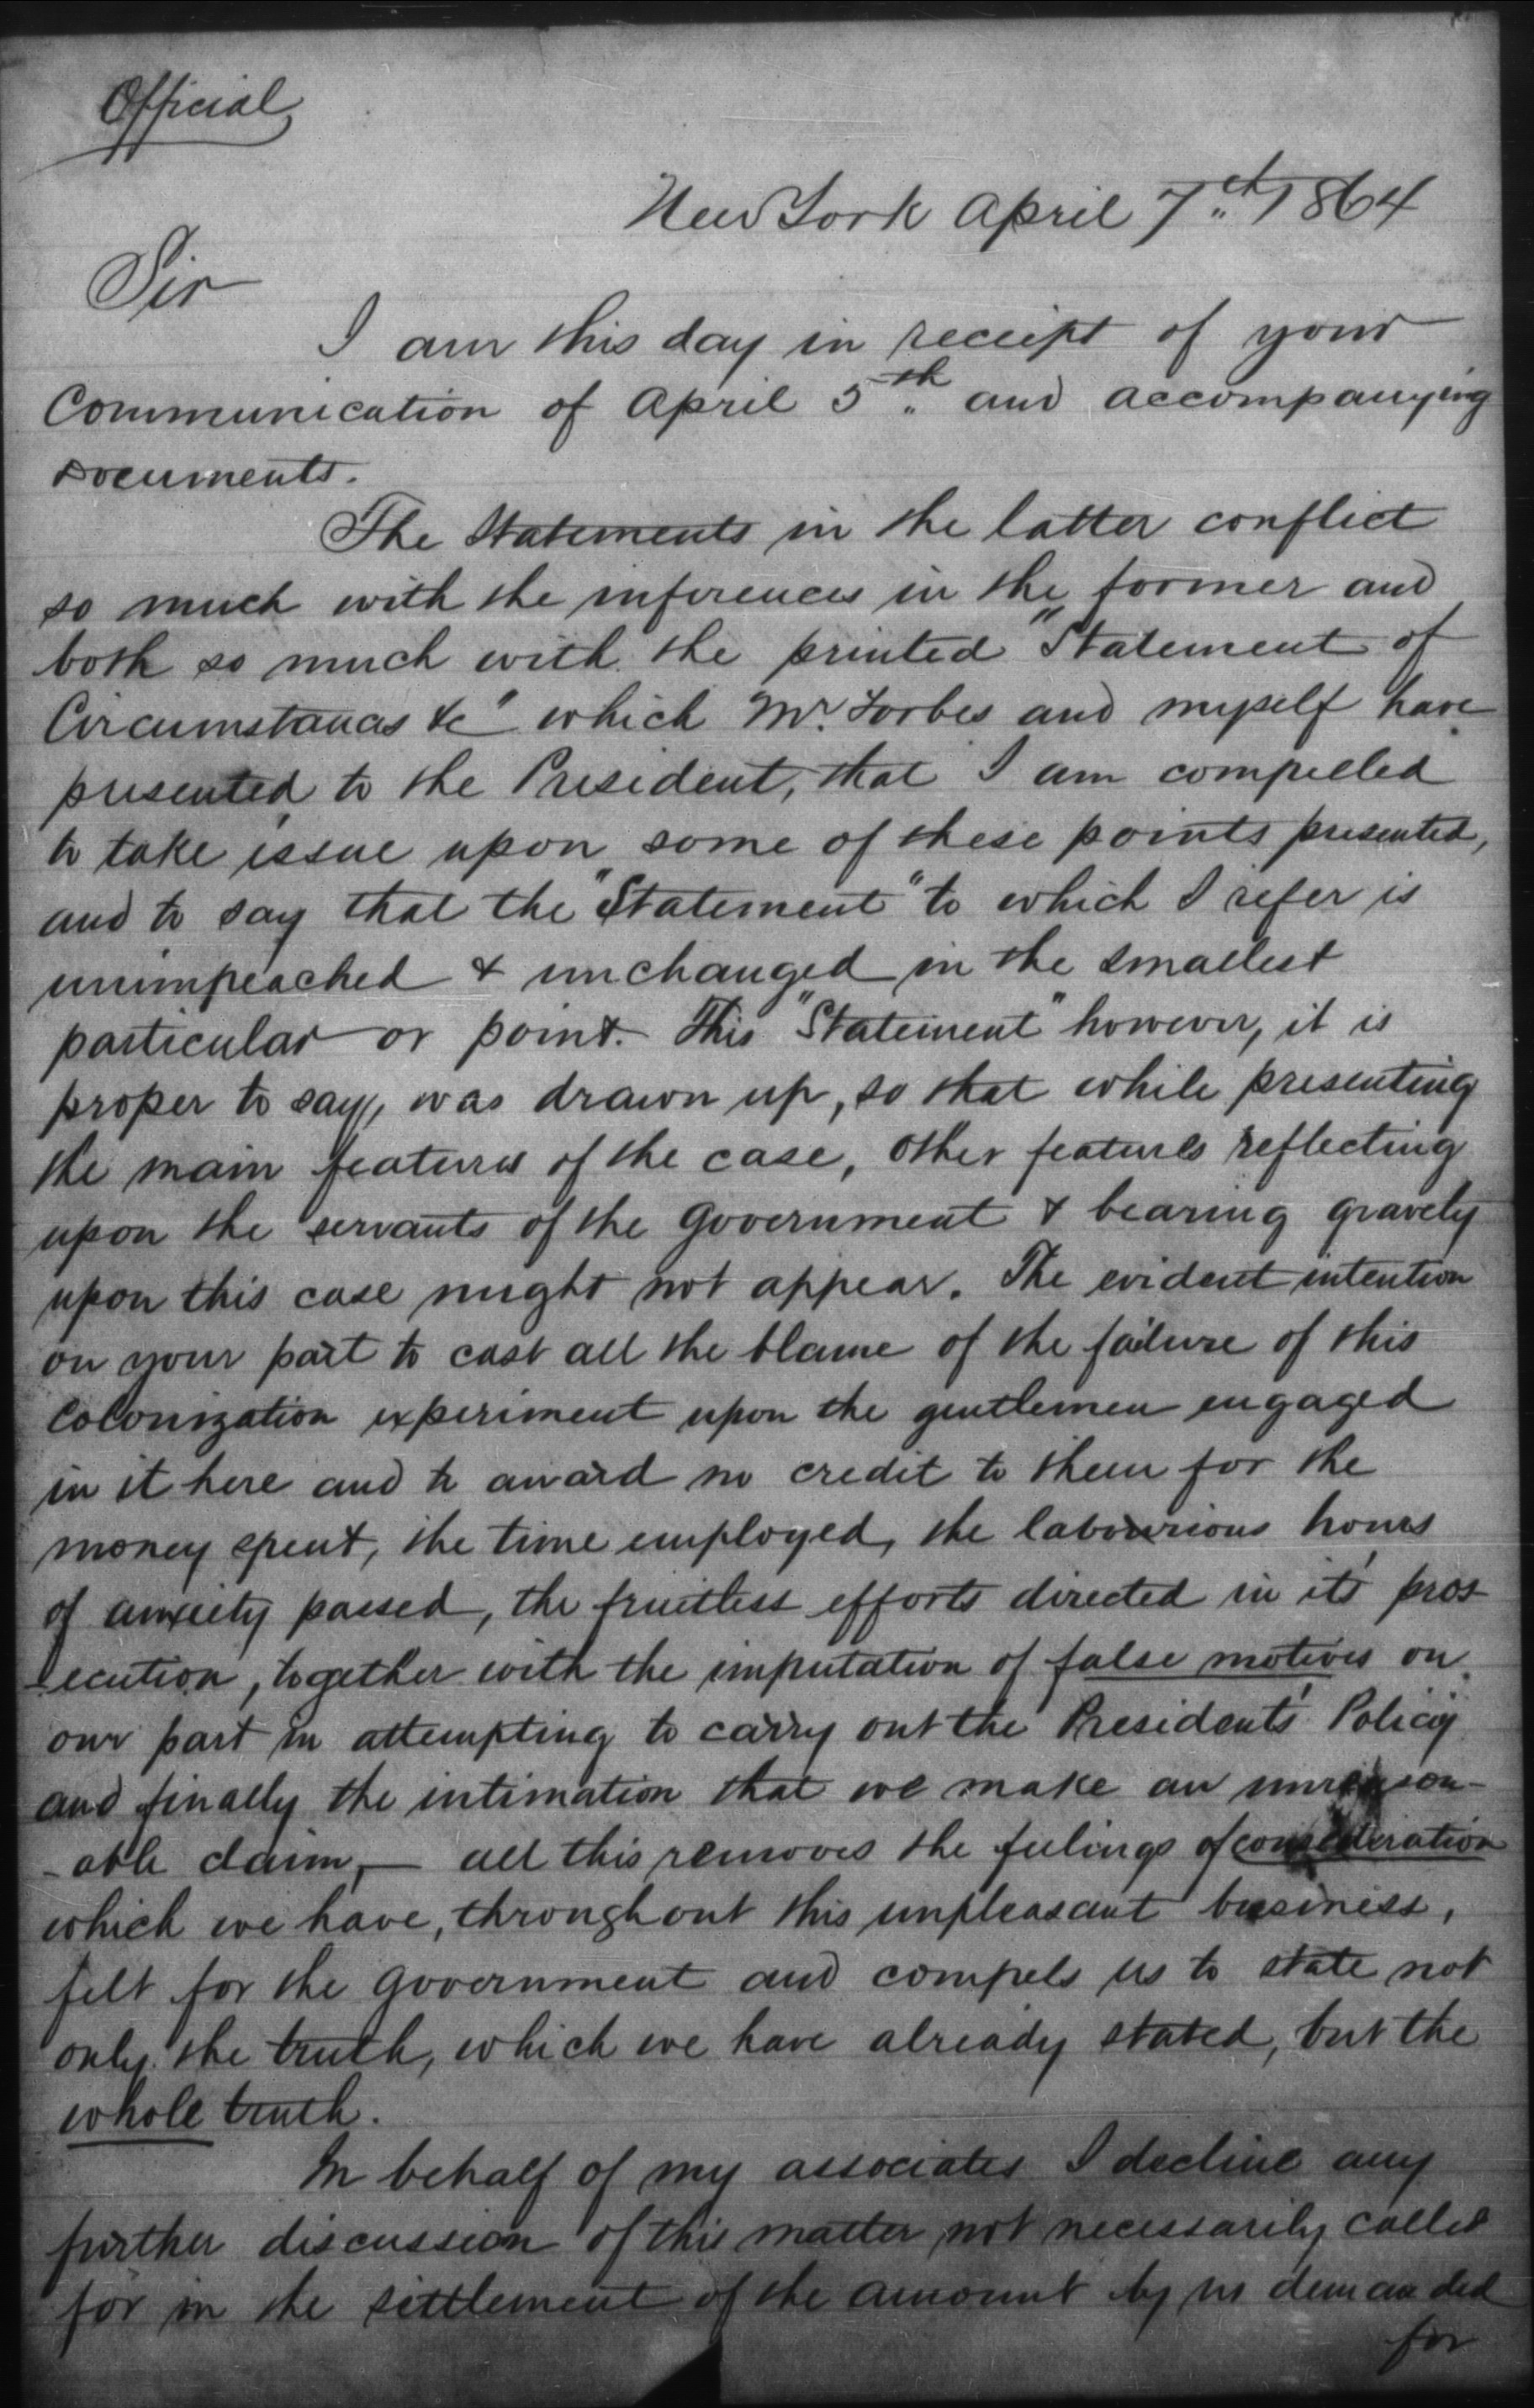 Official
New York April 7th 1864
Sir
I am this day in receipt of your
Communication of April 5th and accompanying
Documents.
The Statements in the latter conflict
so much with the inferences in the former and
both so much with the printed "Statement of
Circumstances &c" which Mr. Forbes and myself have
presented to the President, that I am compelled
to take issue upon some of these points presented,
and to say that the "Statement" to which I refer is
unimpeached & unchanged in the smallest
particular or point. This "Statement" however, it is
proper to say, was drawn up, so that while presenting
the main features of the case, other features reflecting
upon the servants of the Government & bearing gravely
upon this case might not appear. The evident intention
on your part to cast all the blame of the failure of this
Colonization experiment upon the gentlemen engaged
in it here and to award no credit to them for the
money spent, the time employed, the labourious hours
of anxiety passed, the fruitless efforts directed in it's pros-
-ecution, together with the imputation of false motives on
our part in attempting to carry out the President's Policy
and finally the intimation that we make an unreason-
-able claim, — all this removes the feelings of consideration
which we have, throughout this unpleasant business,
felt for the Government and compels us to state not
only the truth, which we have already stated, but the
whole truth.
In behalf of my associates I decline any
further discussion of this matter not necessarily called
for in the settlement of the amount by us demanded
for